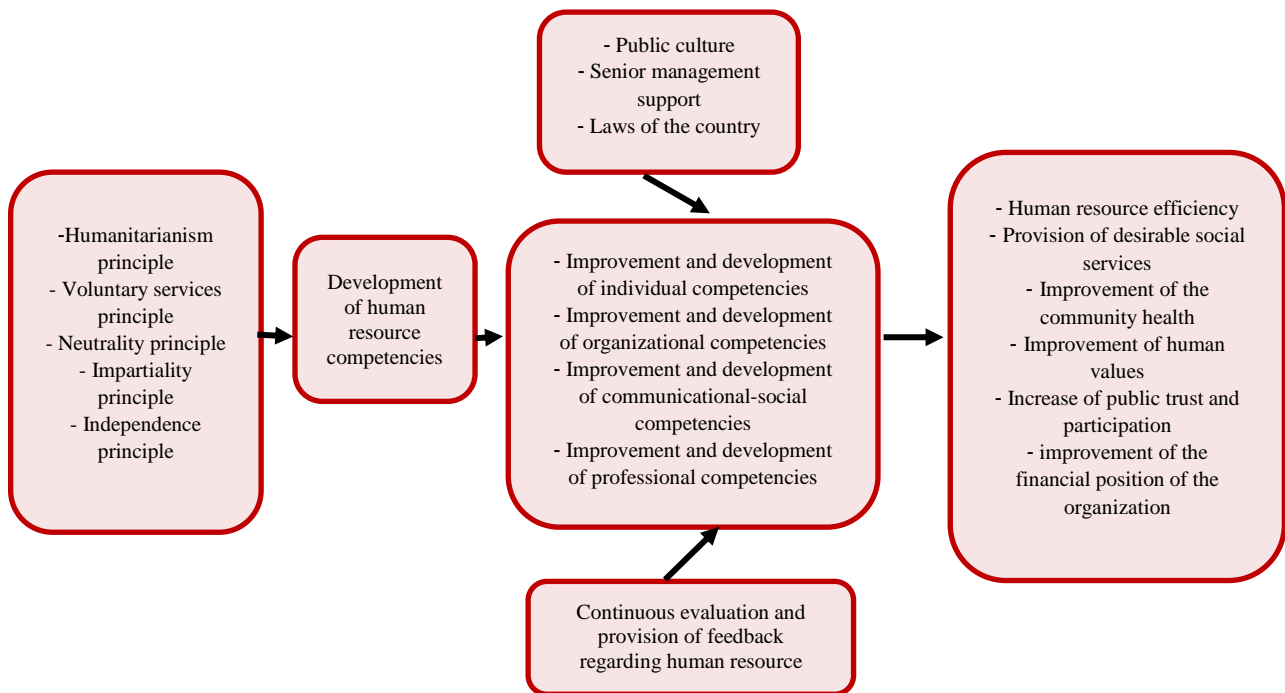 - Public culture
- Senior management
support
- Laws of the country
-Humanitarianism
principle
- Voluntary services
principle
- Neutrality principle
- Impartiality
principle
- Independence
principle
Development
of human
resource
competencies
- Improvement and development
of individual competencies
- Improvement and development
of organizational competencies
- Improvement and development
of communicational-social
competencies
- Improvement and development
of professional competencies
- Human resource efficiency
- Provision of desirable social
services
- Improvement of the
community health
- Improvement of human
values
- Increase of public trust and
participation
- improvement of the
financial position of the
organization
Continuous evaluation and
provision of feedback
regarding human resource